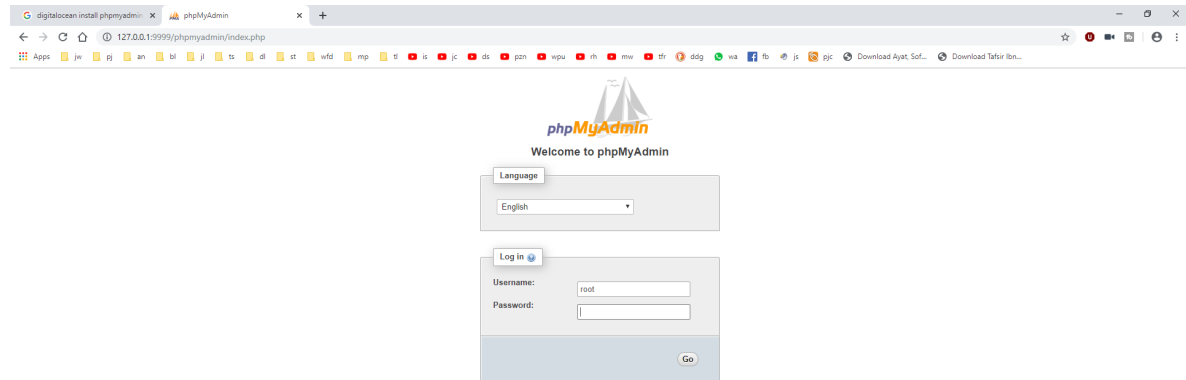 digitalocean install phpmyadmin
phpMyAdmin
127.0.0.1:9999/phpmyadmin/index.php
Apps jw pj an bl jl ts dl st wfd mp tl is jc ds pzn wpu rh mw tfr ddg wa fb js pjc Download Ayat, Sof... Download Tafsir Ibn...
phpMyAdmin
Welcome to phpMyAdmin
Language
English
Log in
Username:
root
Password:
Go